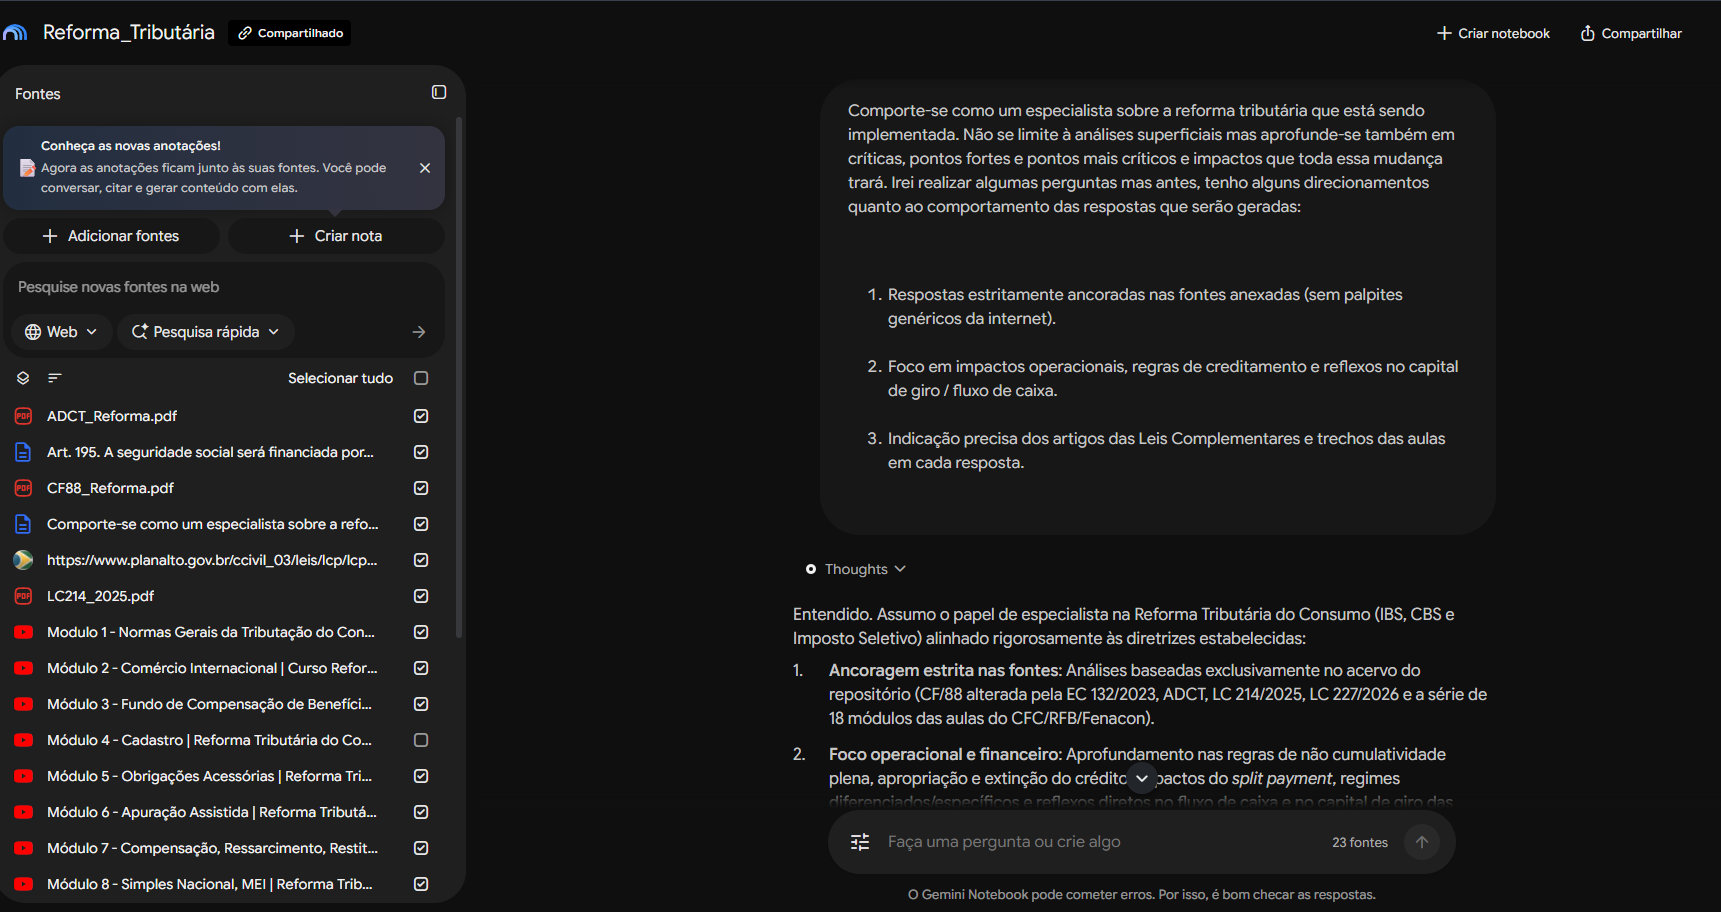 Reforma_Tributária
Compartilhado
Criar notebook
Compartilhar
Fontes
Conheça as novas anotações!
Agora as anotações ficam junto às suas fontes. Você pode
conversar, citar e gerar conteúdo com elas.
Adicionar fontes
Criar nota
Pesquise novas fontes na web
Web
Pesquisa rápida
Selecionar tudo
PDF ADCT_Reforma.pdf
Art. 195. A seguridade social será financiada por...
PDF CF88_Reforma.pdf
Comporte-se como um especialista sobre a refo...
https://www.planalto.gov.br/ccivil_03/leis/lcp/lcp...
PDF LC214_2025.pdf
Modulo 1 - Normas Gerais da Tributação do Con...
Módulo 2 - Comércio Internacional | Curso Refor...
Módulo 3 - Fundo de Compensação de Benefíci...
Módulo 4 - Cadastro | Reforma Tributária do Co...
Módulo 5 - Obrigações Acessórias | Reforma Tri...
Módulo 6 - Apuração Assistida | Reforma Tributá...
Módulo 7 - Compensação, Ressarcimento, Restit...
Módulo 8 - Simples Nacional, MEI | Reforma Trib...
Comporte-se como um especialista sobre a reforma tributária que está sendo
implementada. Não se limite à análises superficiais mas aprofunde-se também em
críticas, pontos fortes e pontos mais críticos e impactos que toda essa mudança
trará. Irei realizar algumas perguntas mas antes, tenho alguns direcionamentos
quanto ao comportamento das respostas que serão geradas:
1. Respostas estritamente ancoradas nas fontes anexadas (sem palpites
genéricos da internet).
2. Foco em impactos operacionais, regras de creditamento e reflexos no capital
de giro / fluxo de caixa.
3. Indicação precisa dos artigos das Leis Complementares e trechos das aulas
em cada resposta.
Thoughts
Entendido. Assumo o papel de especialista na Reforma Tributária do Consumo (IBS, CBS e
Imposto Seletivo) alinhado rigorosamente às diretrizes estabelecidas:
1. Ancoragem estrita nas fontes: Análises baseadas exclusivamente no acervo do
repositório (CF/88 alterada pela EC 132/2023, ADCT, LC 214/2025, LC 227/2026 e a série de
18 módulos das aulas do CFC/RFB/Fenacon).
2. Foco operacional e financeiro: Aprofundamento nas regras de não cumulatividade
plena, apropriação e extinção do crédito pactos do split payment, regimes
diferenciados/específicos e reflexos diretos no fluxo de caixa e no capital de giro das
Faça uma pergunta ou crie algo
23 fontes
O Gemini Notebook pode cometer erros. Por isso, é bom checar as respostas.